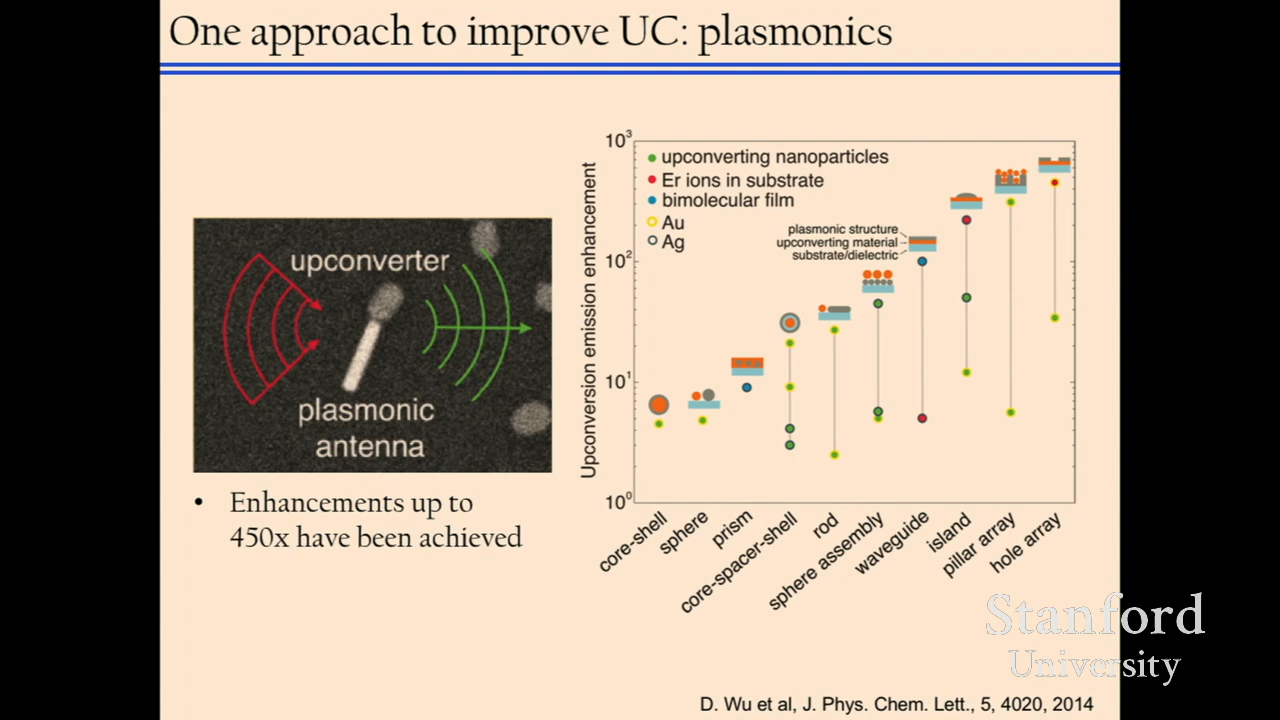 One approach to improve UC: plasmonics
upconverter
plasmonic
antenna
• Enhancements up to
450x have been achieved
Upconversion emission enhancement
10³
10²
10¹
10⁰
upconverting nanoparticles
Er ions in substrate
bimolecular film
Au
Ag
plasmonic structure
upconverting material
substrate/dielectric
core-shell
sphere
prism
core-spacer-shell
rod
sphere assembly
waveguide
island
pillar array
hole array
Stanford
University
D. Wu et al, J. Phys. Chem. Lett., 5, 4020, 2014